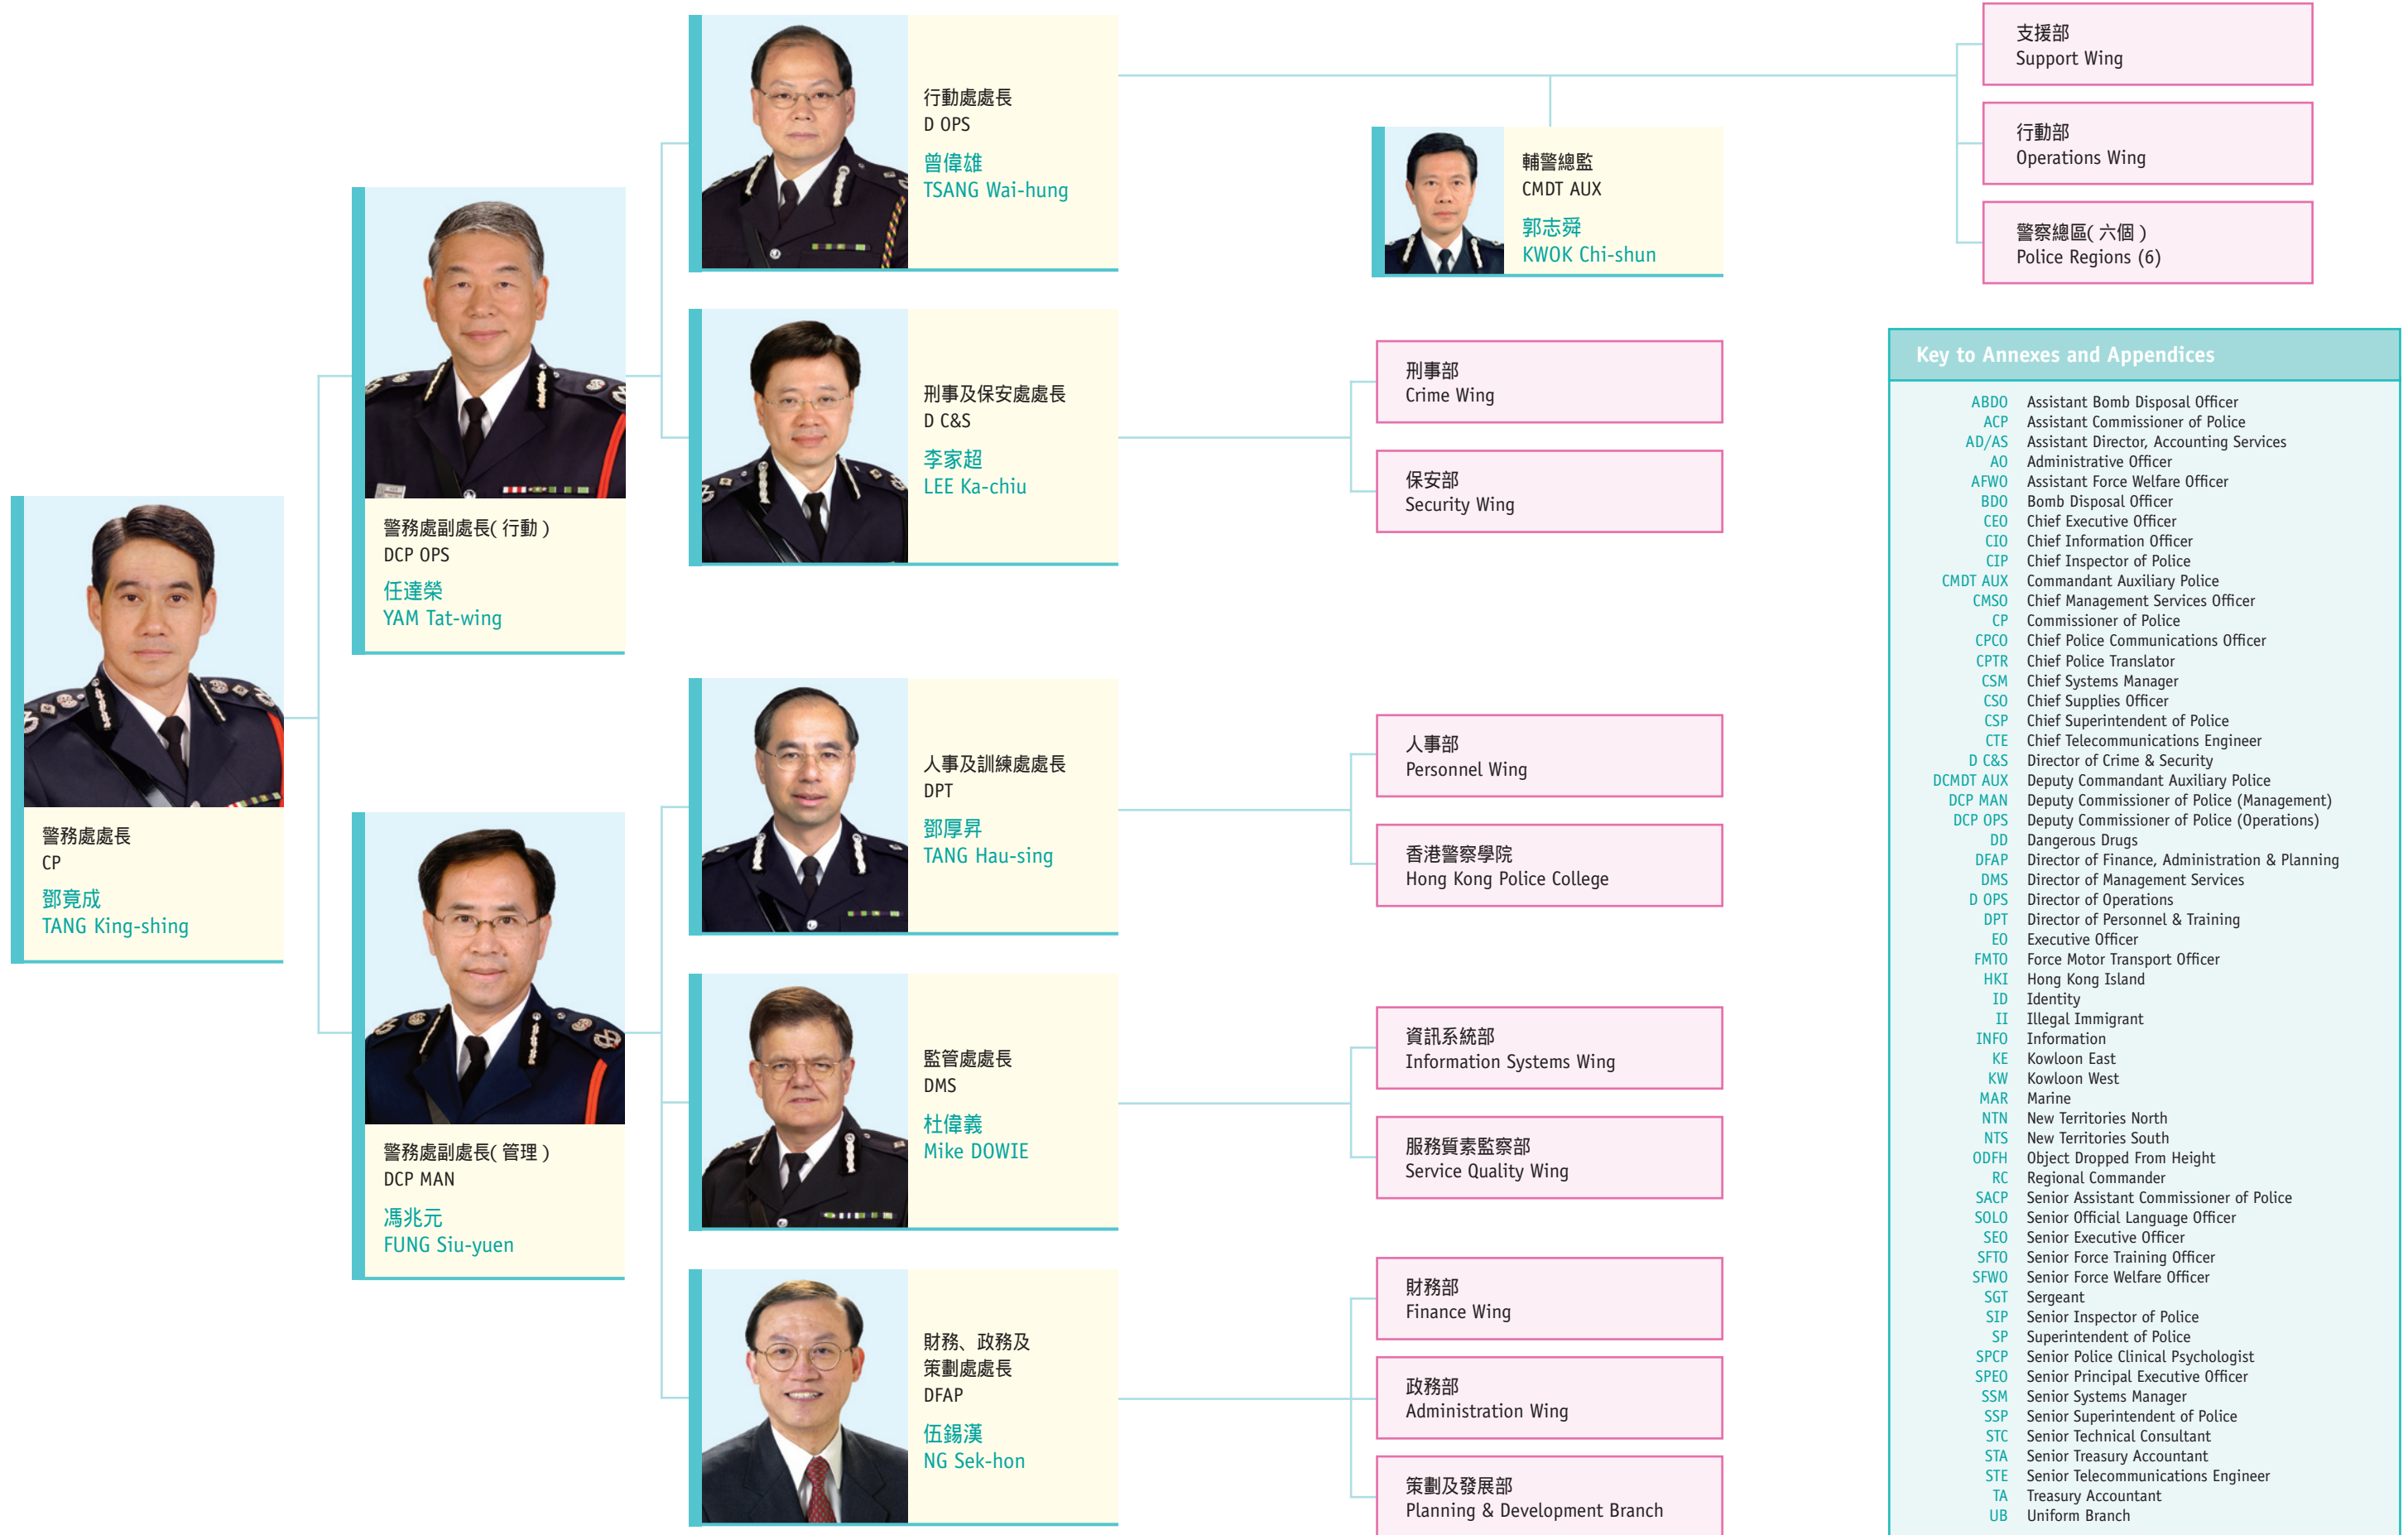 警務處處長
CP
鄧竟成
TANG King-shing
警務處副處長( 行動 )
DCP OPS
任達榮
YAM Tat-wing
警務處副處長( 管理 )
DCP MAN
馮兆元
FUNG Siu-yuen
行動處處長
D OPS
曾偉雄
TSANG Wai-hung
刑事及保安處處長
D C&S
李家超
LEE Ka-chiu
人事及訓練處處長
DPT
鄧厚昇
TANG Hau-sing
監管處處長
DMS
杜偉義
Mike DOWIE
財務、政務及
策劃處處長
DFAP
伍錫漢
NG Sek-hon
輔警總監
CMDT AUX
郭志舜
KWOK Chi-shun
支援部
Support Wing
行動部
Operations Wing
警察總區( 六個 )
Police Regions (6)
刑事部
Crime Wing
保安部
Security Wing
人事部
Personnel Wing
香港警察學院
Hong Kong Police College
資訊系統部
Information Systems Wing
服務質素監察部
Service Quality Wing
財務部
Finance Wing
政務部
Administration Wing
策劃及發展部
Planning & Development Branch
Key to Annexes and Appendices
ABDO Assistant Bomb Disposal Officer
ACP Assistant Commissioner of Police
AD/AS Assistant Director, Accounting Services
AO Administrative Officer
AFWO Assistant Force Welfare Officer
BDO Bomb Disposal Officer
CEO Chief Executive Officer
CIO Chief Information Officer
CIP Chief Inspector of Police
CMDT AUX Commandant Auxiliary Police
CMSO Chief Management Services Officer
CP Commissioner of Police
CPCO Chief Police Communications Officer
CPTR Chief Police Translator
CSM Chief Systems Manager
CSO Chief Supplies Officer
CSP Chief Superintendent of Police
CTE Chief Telecommunications Engineer
D C&S Director of Crime & Security
DCMDT AUX Deputy Commandant Auxiliary Police
DCP MAN Deputy Commissioner of Police (Management)
DCP OPS Deputy Commissioner of Police (Operations)
DD Dangerous Drugs
DFAP Director of Finance, Administration & Planning
DMS Director of Management Services
D OPS Director of Operations
DPT Director of Personnel & Training
EO Executive Officer
FMTO Force Motor Transport Officer
HKI Hong Kong Island
ID Identity
II Illegal Immigrant
INFO Information
KE Kowloon East
KW Kowloon West
MAR Marine
NTN New Territories North
NTS New Territories South
ODFH Object Dropped From Height
RC Regional Commander
SACP Senior Assistant Commissioner of Police
SOLO Senior Official Language Officer
SEO Senior Executive Officer
SFTO Senior Force Training Officer
SFWO Senior Force Welfare Officer
SGT Sergeant
SIP Senior Inspector of Police
SP Superintendent of Police
SPCP Senior Police Clinical Psychologist
SPEO Senior Principal Executive Officer
SSM Senior Systems Manager
SSP Senior Superintendent of Police
STC Senior Technical Consultant
STA Senior Treasury Accountant
STE Senior Telecommunications Engineer
TA Treasury Accountant
UB Uniform Branch